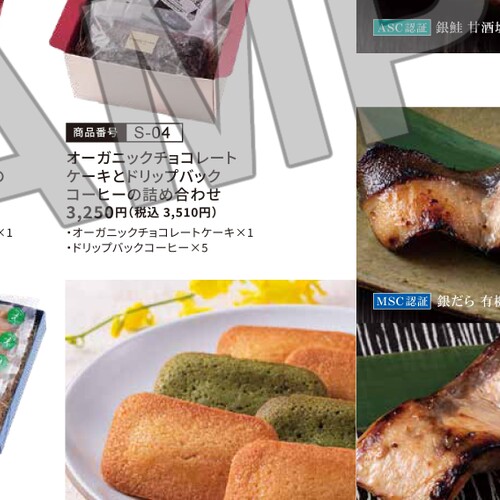 ASC認証 銀鮭 甘酒
商品番号 S-04
オーガニックチョコレート
ケーキとドリップバック
コーヒーの詰め合わせ
3,250円(税込 3,510円)
・オーガニックチョコレートケーキ×1
・ドリップバックコーヒー×5
の
×1
MSC認証 銀だら 有